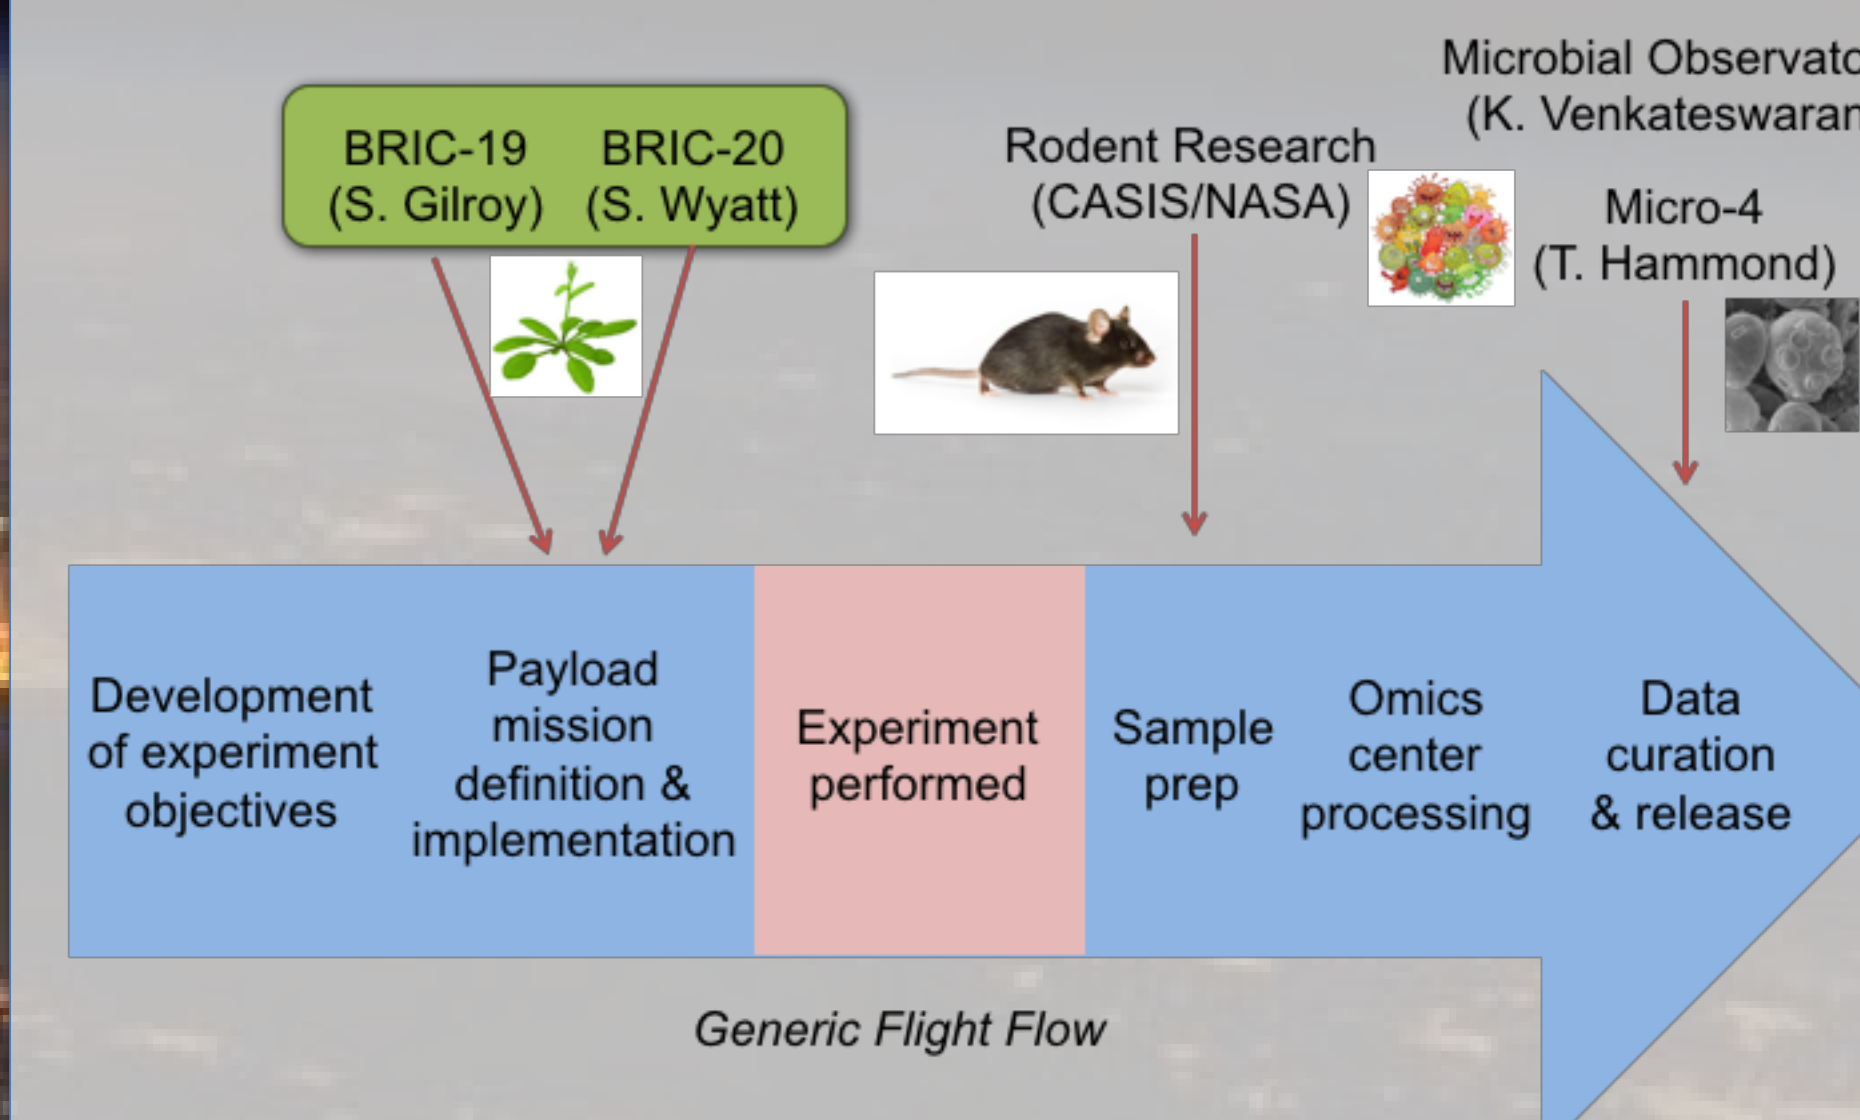 Microbial Observato
(K. Venkateswaran
BRIC-19
(S. Gilroy)
BRIC-20
(S. Wyatt)
Rodent Research
(CASIS/NASA)
Micro-4
(T. Hammond)
Development
of experiment
objectives
Payload
mission
definition &
implementation
Experiment
performed
Sample
prep
Omics
center
processing
Data
curation
& release
Generic Flight Flow